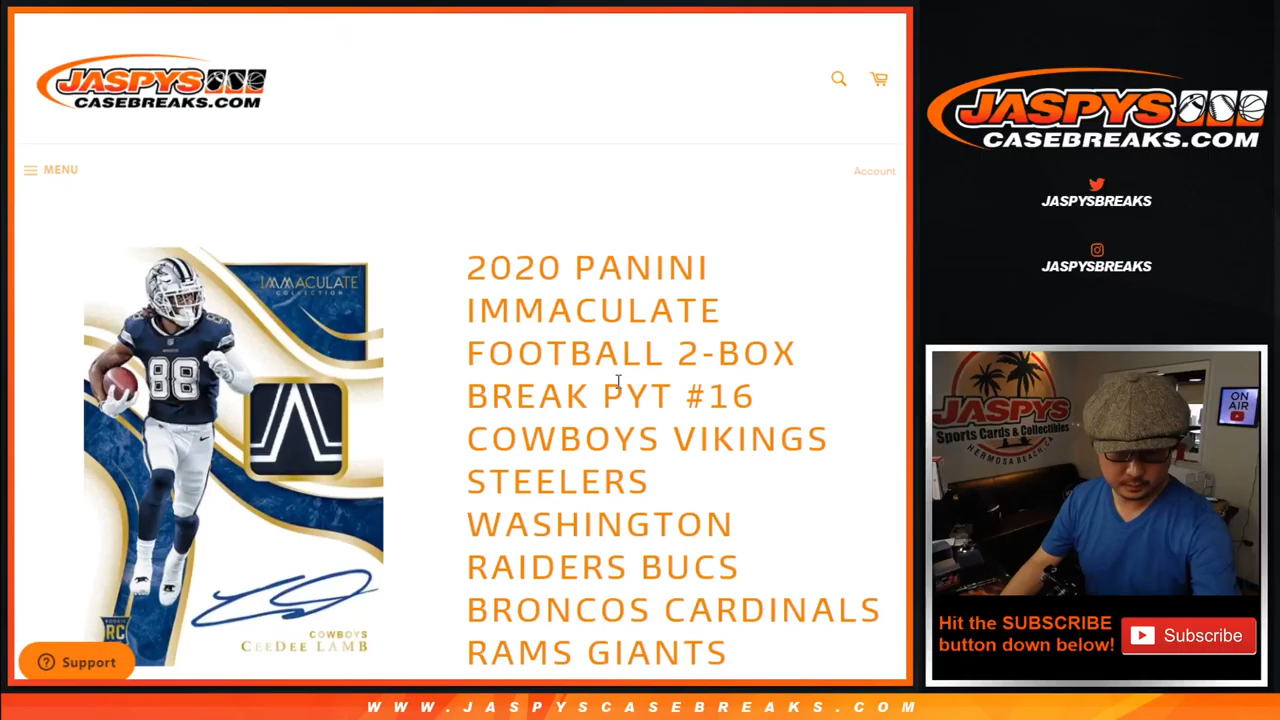 JASPYS
CASEBREAKS.COM
MENU
Account
IMMACULATE
COLLECTION
88
RC
COWBOYS
CEEDEE LAMB
Support
2020 PANINI
IMMACULATE
FOOTBALL 2-BOX
BREAK PYT #16
COWBOYS VIKINGS
STEELERS
WASHINGTON
RAIDERS BUCS
BRONCOS CARDINALS
RAMS GIANTS
JASPYS
CASEBREAKS.COM
JASPYSBREAKS
JASPYSBREAKS
JASPYS
Sports Cards & Collectibles
HERMOSA BEACH, CA
ON
AIR
Hit the SUBSCRIBE
button down below!
Subscribe
WWW.JASPYSCASEBREAKS.COM